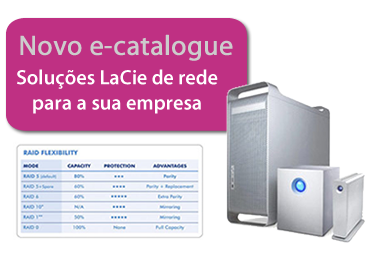 Novo e-catalogue
Soluções LaCie de rede
para a sua empresa
RAID FLEXIBILITY
MODE CAPACITY PROTECTION ADVANTAGES
RAID 5 (default) 80% ★★★ Parity
RAID 5+Spare 60% ★★★★ Parity + Replacement
RAID 6 60% ★★★★★ Extra Parity
RAID 10* N/A ★★★★ Mirroring
RAID 1** 50% ★★★★★ Mirroring
RAID 0 100% None Full Capacity